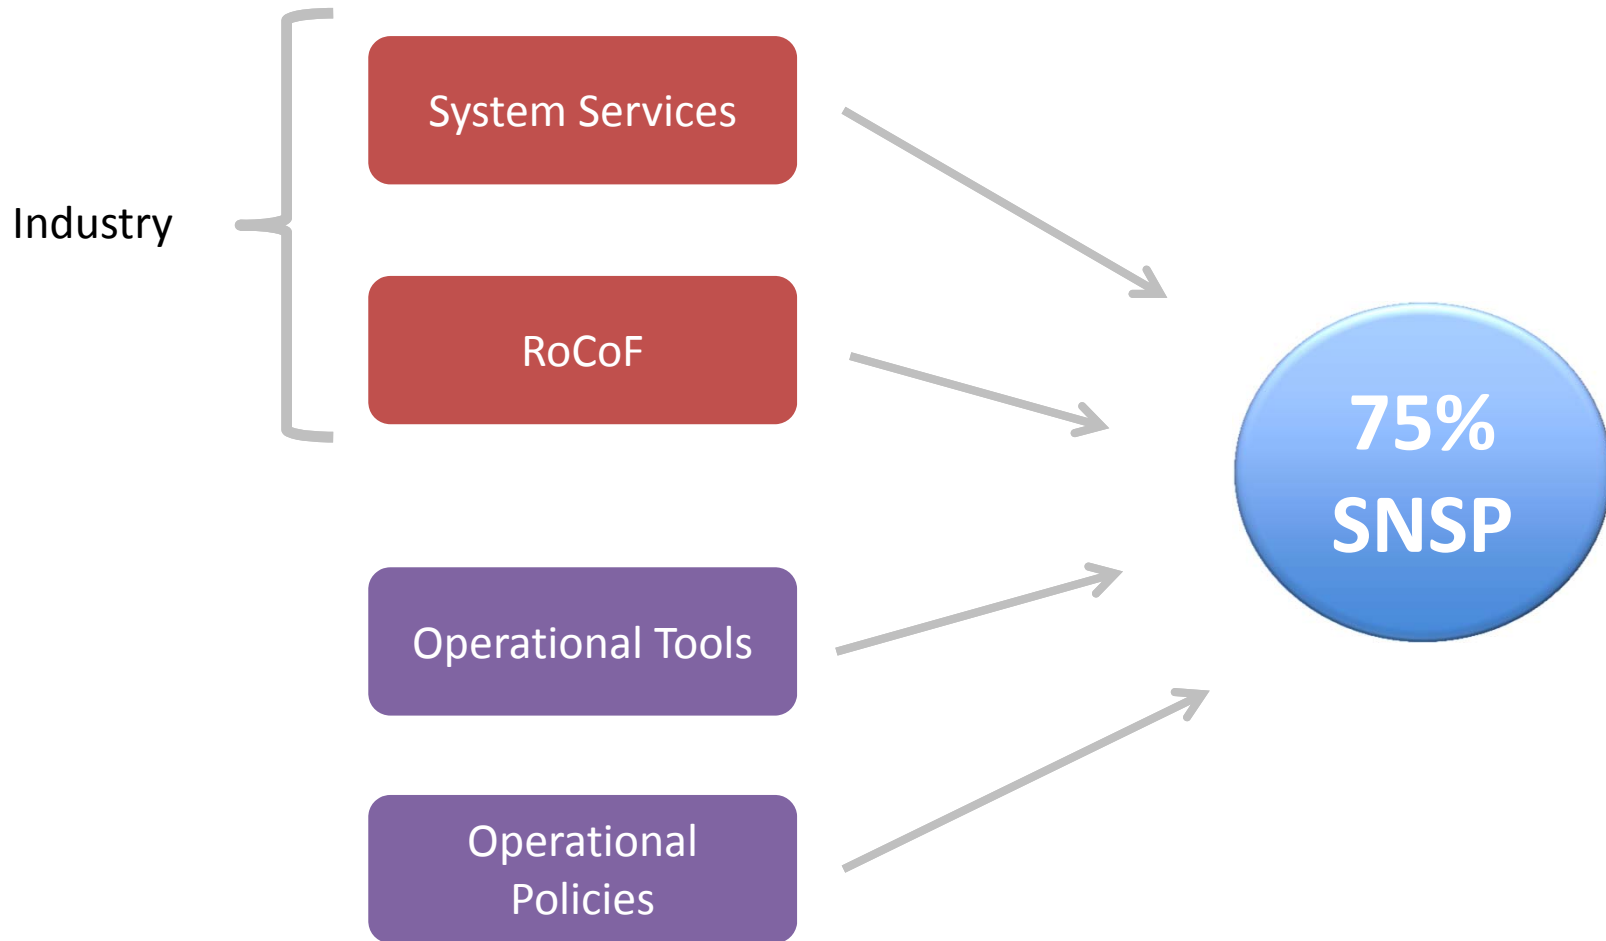 Industry
System Services
RoCoF
Operational Tools
Operational
Policies
75%
SNSP